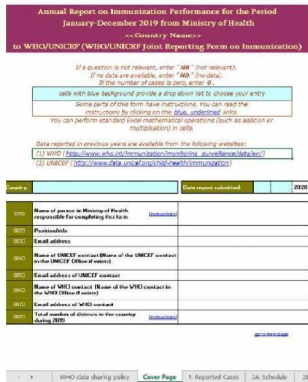 Annual Report on Immunization Performance for the Period
January-December 2019 from Ministry of Health
<<Country Name>>
to WHO/UNICEF (WHO/UNICEF Joint Reporting Form on Immunization)
If a question is not relevant, enter "NR" (not relevant).
If no data are available, enter "ND" (no data).
If the number of cases is zero, enter 0.
cells with blue background provide a drop down list to choose your entry
Some parts of this form have instructions. You can read the
instructions by clicking on the blue, underlined links.
You can perform standard Excel mathematical operations (such as addition or
multiplication) in cells.
Data reported in previous years are available from the following websites:
(1) WHO (http://www.who.int/immunization/monitoring_surveillance/data/en/)
(2) UNICEF (http://www.data.unicef.org/child-health/immunization)
Country
Date report submitted:
2020
0010 Name of person in Ministry of Health
responsible for completing this form
(instructions)
0020 Position/title
0030 Email address
0040 Name of UNICEF contact (Name of the UNICEF contact
in the UNICEF Office if exists)
0050 Email address of UNICEF contact
0060 Name of WHO contact (Name of the WHO contact in
the WHO Office if exists)
0070 Email address of WHO contact
0080 Total number of districts in the country
during 2019
(instructions)
go to next page
WHO data sharing policy
Cover Page
1. Reported Cases
2A. Schedule